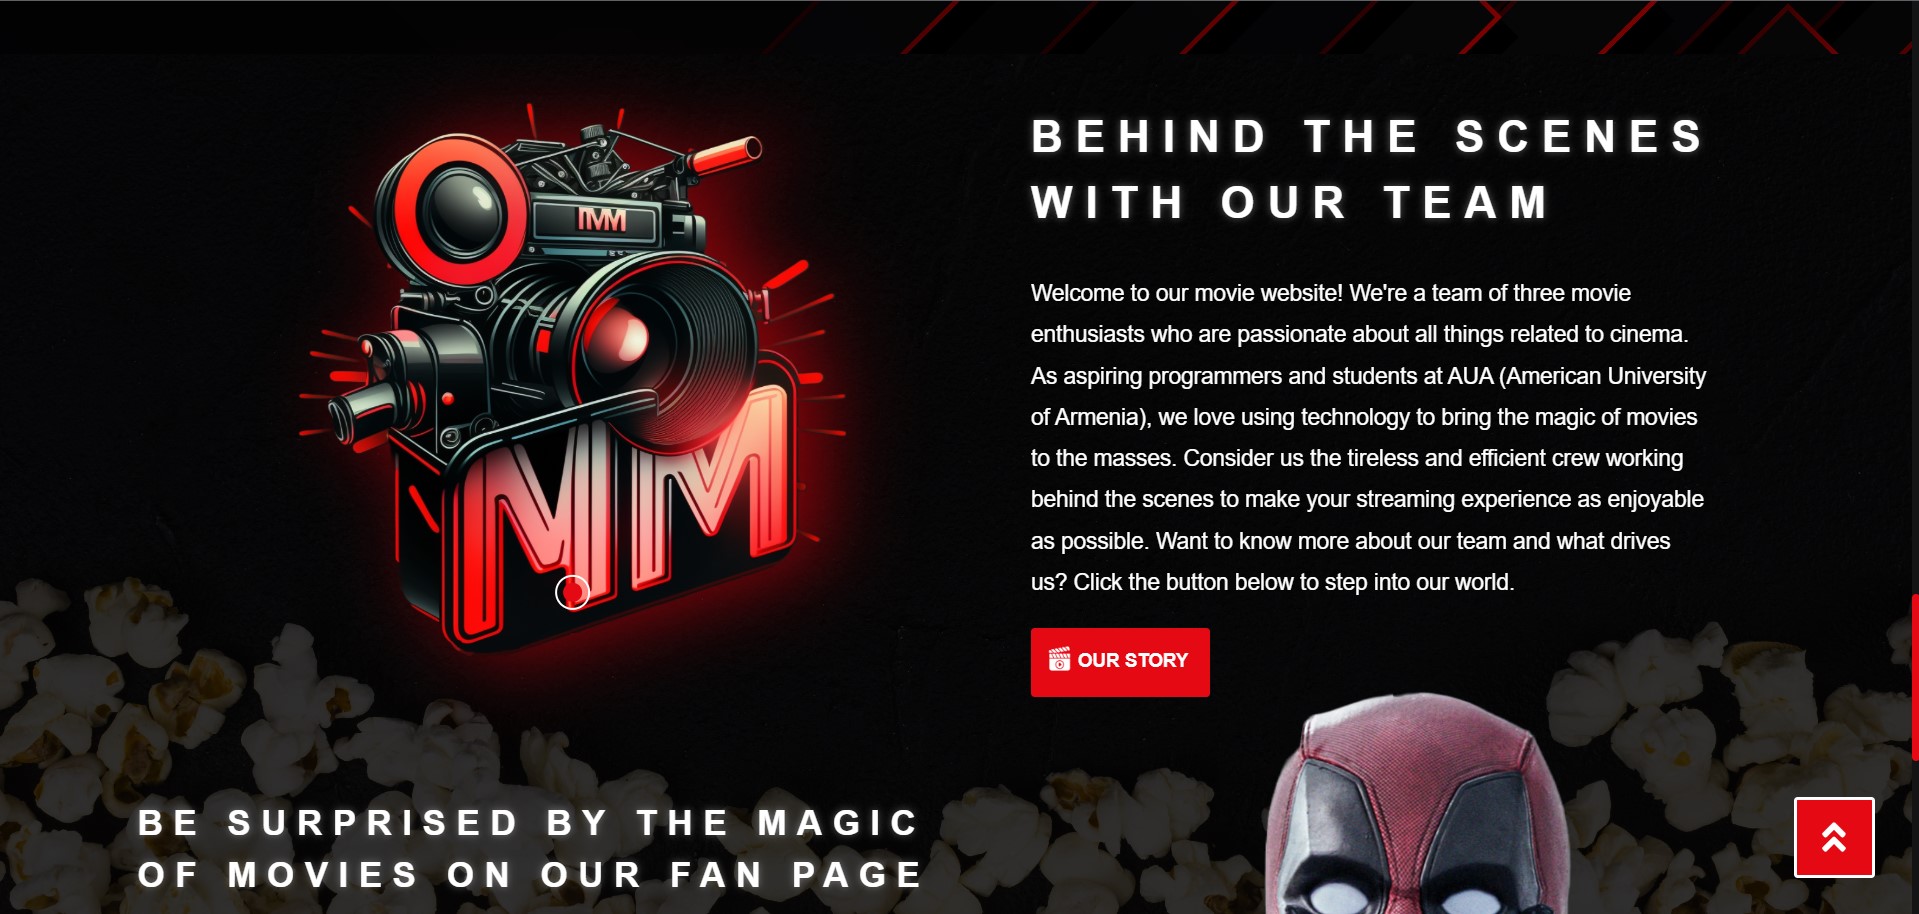 MM
MM
BEHIND THE SCENES
WITH OUR TEAM
Welcome to our movie website! We're a team of three movie
enthusiasts who are passionate about all things related to cinema.
As aspiring programmers and students at AUA (American University
of Armenia), we love using technology to bring the magic of movies
to the masses. Consider us the tireless and efficient crew working
behind the scenes to make your streaming experience as enjoyable
as possible. Want to know more about our team and what drives
us? Click the button below to step into our world.
OUR STORY
BE SURPRISED BY THE MAGIC
OF MOVIES ON OUR FAN PAGE